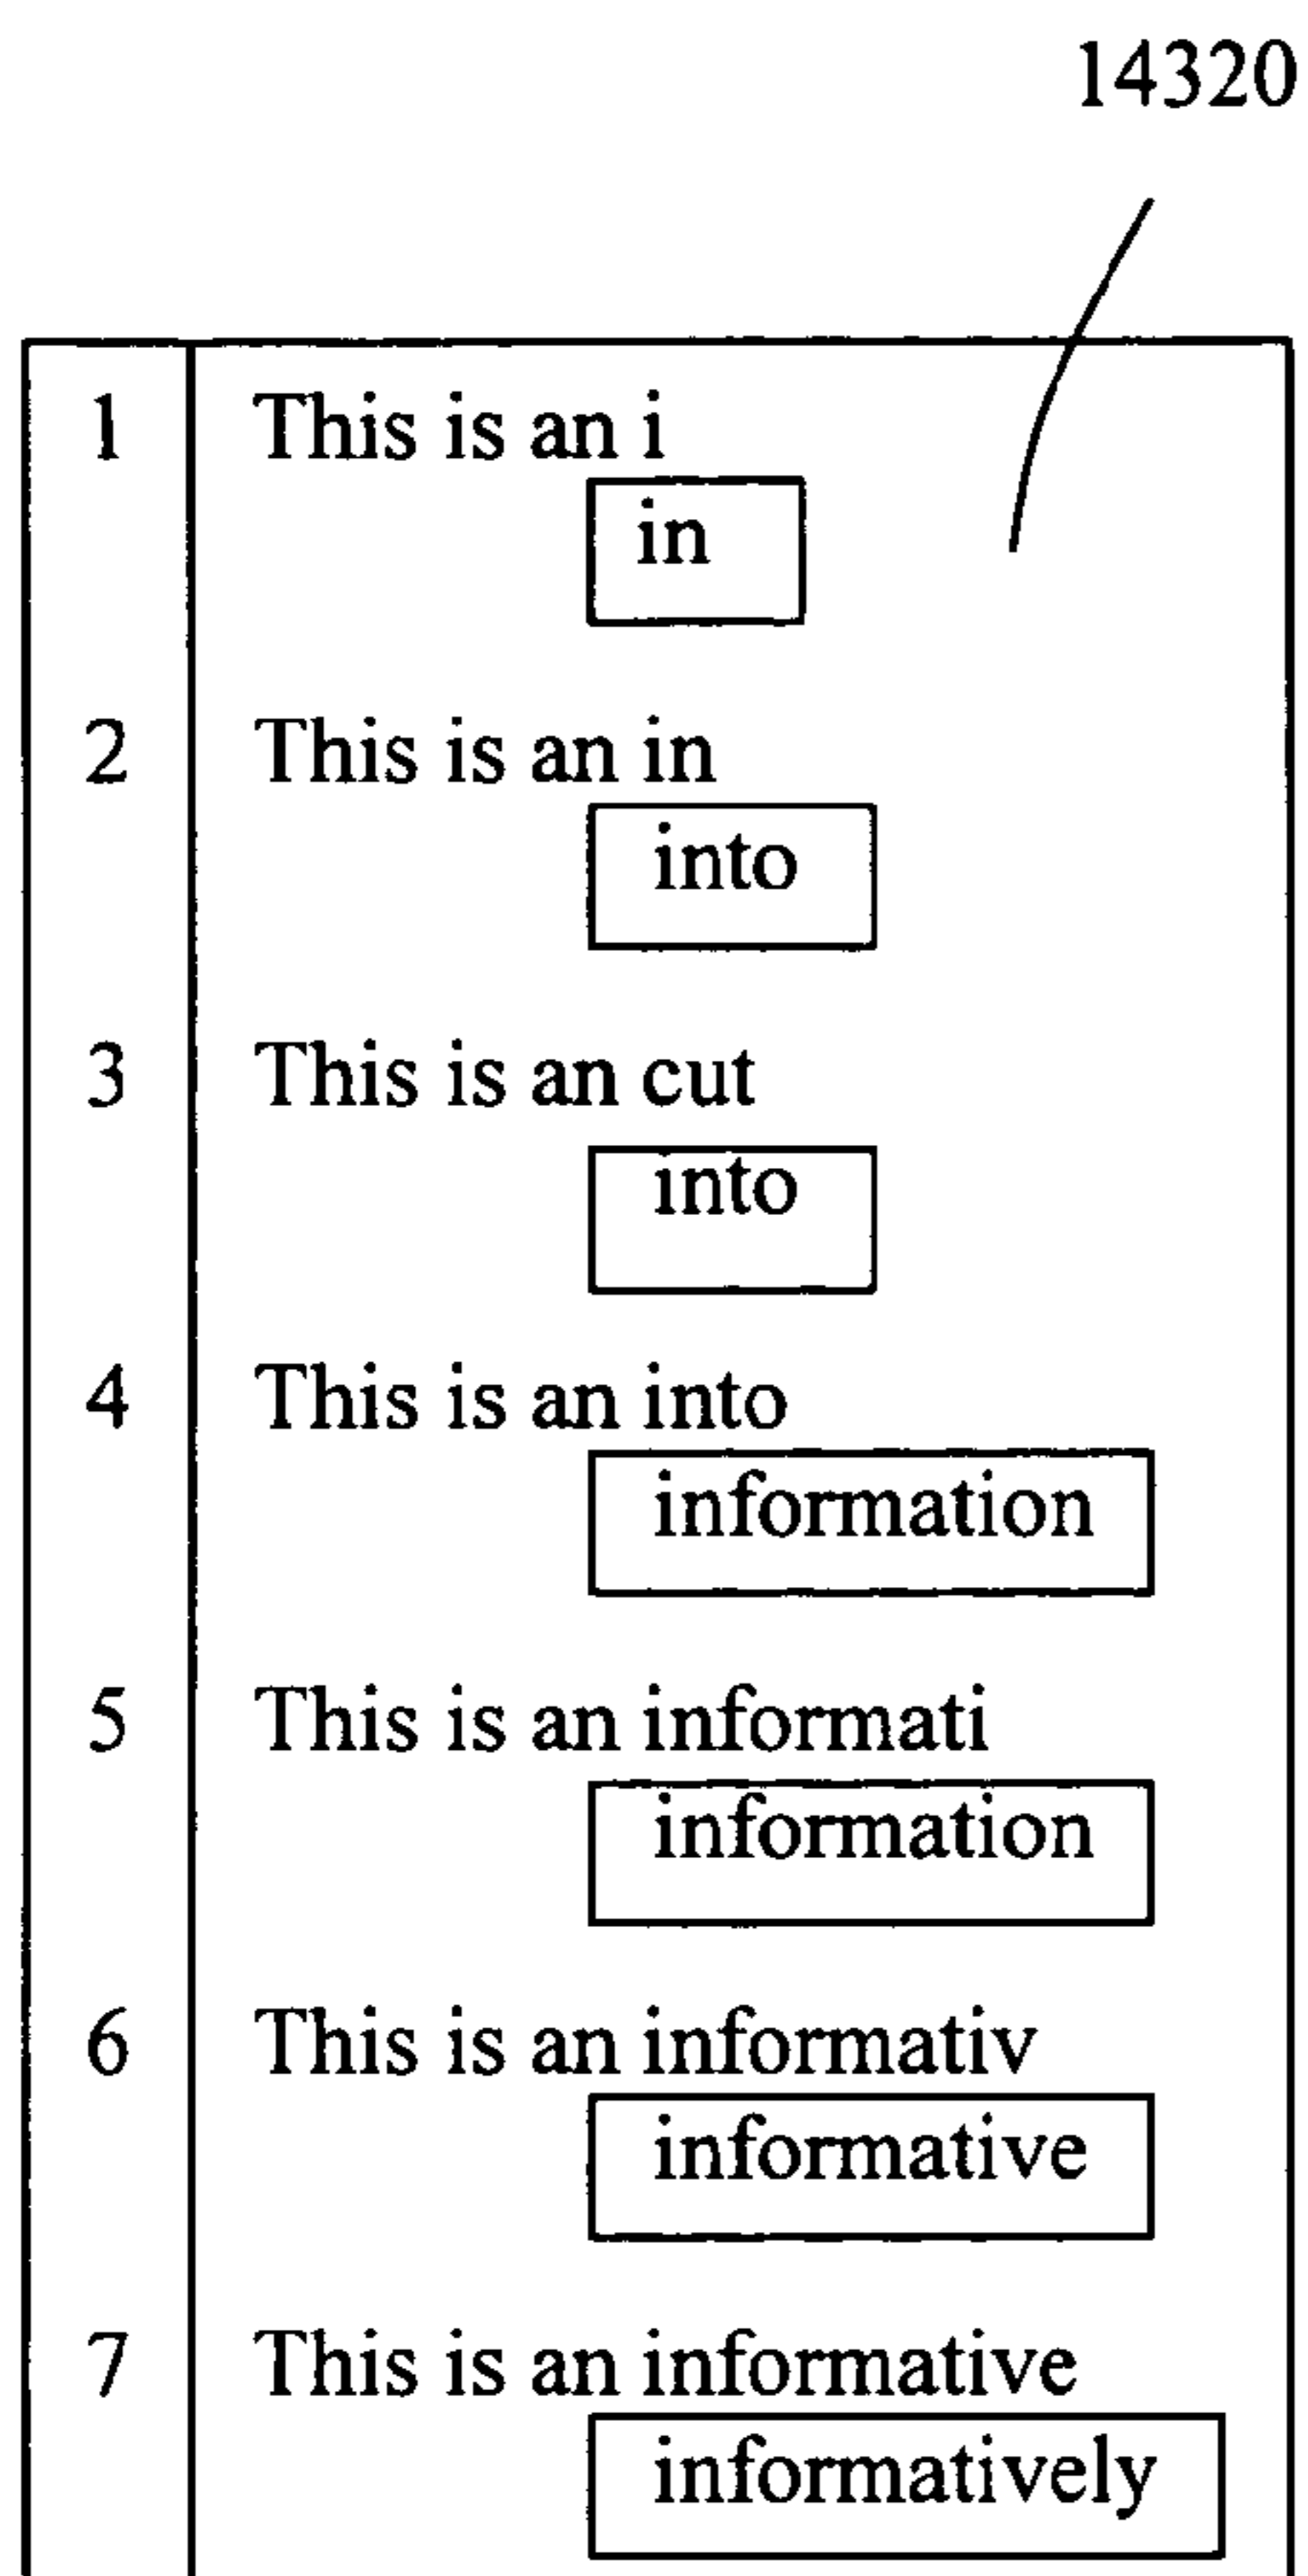 14320
1 This is an i
in
2 This is an in
into
3 This is an cut
into
4 This is an into
information
5 This is an informati
information
6 This is an informativ
informative
7 This is an informative
informatively